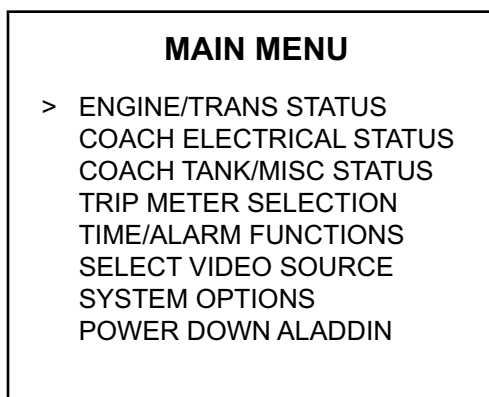 MAIN MENU
> ENGINE/TRANS STATUS
COACH ELECTRICAL STATUS
COACH TANK/MISC STATUS
TRIP METER SELECTION
TIME/ALARM FUNCTIONS
SELECT VIDEO SOURCE
SYSTEM OPTIONS
POWER DOWN ALADDIN